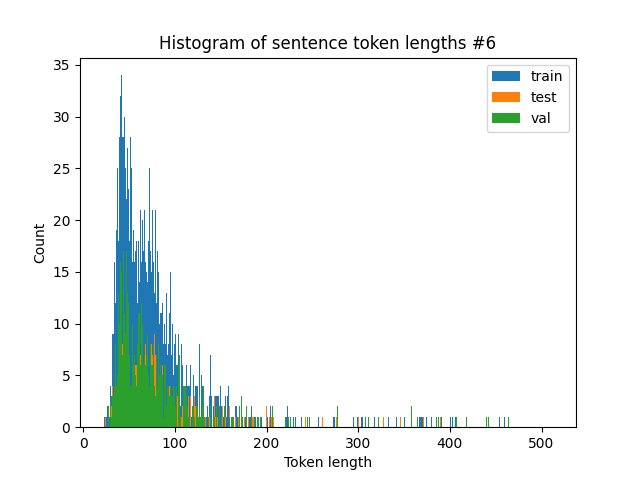 Histogram of sentence token lengths #6
35
30
25
20
15
10
5
0
Count
train
test
val
0 100 200 300 400 500
Token length